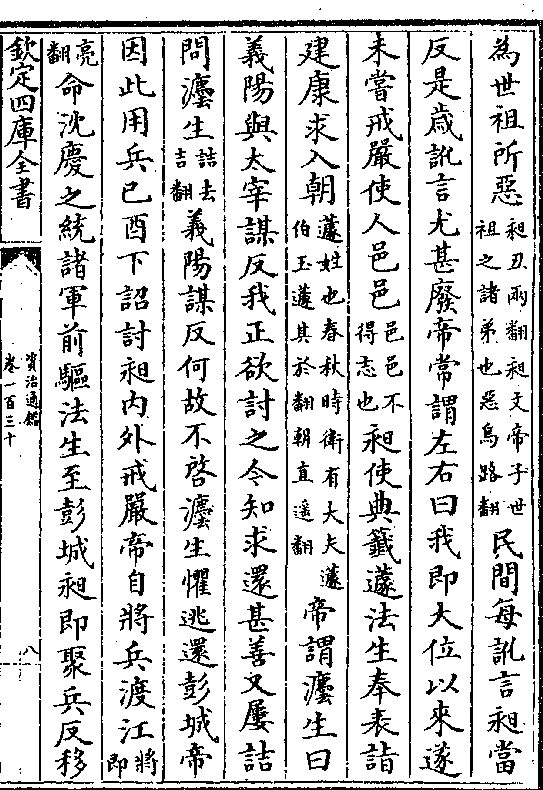 為世祖所惡昶丑兩翻昶文帝子世祖之諸弟也惡烏路翻民間每訛言昶當
反是歲訛言尤甚廢帝常謂左右曰我即大位以來遂
未嘗戒嚴使人邑邑邑邑不得志也昶使典籤蘧法生奉表詣
建康求入朝蘧姓也春秋時衛有大夫蘧伯玉蘧其於翻朝直遥翻帝謂灋生曰
義陽與太宰謀反我正欲討之今知求還甚善又屢詰
問灋生詰去吉翻義陽謀反何故不啓灋生懼逃還彭城帝
因此用兵己酉下詔討昶内外戒嚴帝自將兵渡江將即
亮翻命沈慶之統諸軍前驅法生至彭城昶即聚兵反移
欽定四庫全書
資治通鑑
卷一百三十
八